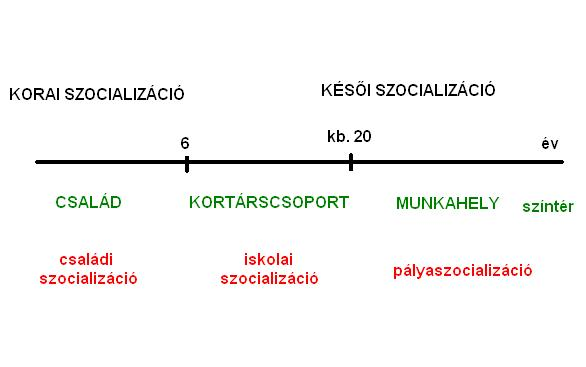 KORAI SZOCIALIZÁCIÓ
KÉSŐI SZOCIALIZÁCIÓ
6
kb. 20
év
CSALÁD
KORTÁRSCSOPORT
MUNKAHELY
színtér
családi
szocializáció
iskolai
szocializáció
pályaszocializáció